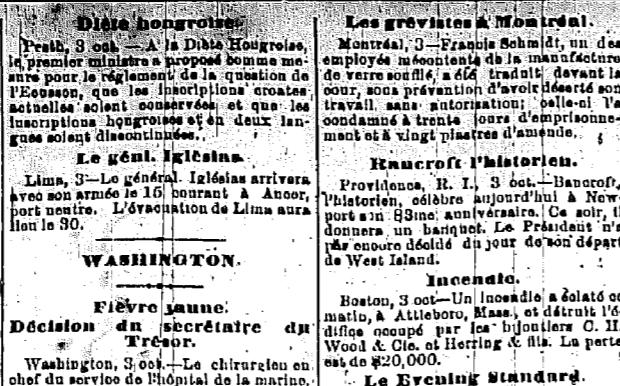 Diète hongroise.
Pesth, 3 oct. — A la Diète Hongroise,
le premier ministre a proposé comme me-
sure pour le règlement de la question de
l'Ecusson, que les inscriptions croates
actuelles soient conservées et que les
inscriptions hongroises et en deux lan-
gues soient discontinuées.
Le génl. Iglésias.
Lima, 3—Le général Iglésias arrivera
avec son armée le 15 courant à Ancor,
port neutre. L'évacuation de Lima aura
lieu le 30.
WASHINGTON.
Fièvre jaune.
Décision du secrétaire du
Trésor.
Washington, 3 oct.—Le chirurgien en
chef du service de l'hôpital de la marine,
Les grévistes à Montréal.
Montréal, 3—Francis Schmidt, un des
employés mécontents de la manufacture
de verre soufflé, a été traduit devant la
cour, sous prévention d'avoir déserté son
travail sans autorisation; celle-ci l'a
condamné à trente jours d'emprisonne-
ment et à vingt piastres d'amende.
Bancroft l'historien.
Providence, R. I., 3 oct.—Bancroft,
l'historien, célèbre aujourd'hui à New-
port son 83me anniversaire. Ce soir, il
donnera un banquet. Le Président n'a
pas encore décidé du jour de son départ
de West Island.
Incendie.
Boston, 3 oct—Un incendie a éclaté ce
matin, à Attleboro, Mass., et détruit l'é-
difice occupé par les bijoutiers C. H.
Wood & Cie. et Herring & fils. La perte
est de $20,000.
Le Evening Standard.